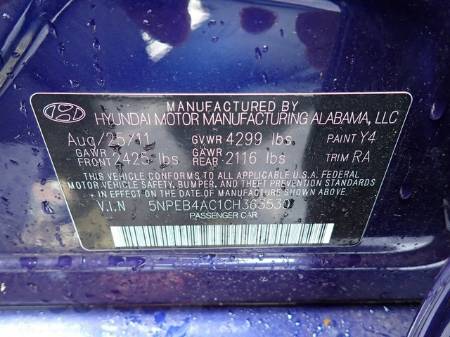 MANUFACTURED BY
HYUNDAI MOTOR MANUFACTURING ALABAMA, LLC
Aug/25/11 GVWR 4299 lbs. PAINT Y4
GAWR FRONT 2425 lbs GAWR REAR 2116 lbs. TRIM RA
THIS VEHICLE CONFORMS TO ALL APPLICABLE U.S.A FEDERAL
MOTOR VEHICLE SAFETY AND THEFT PREVENTION STANDARDS
IN EFFECT ON THE DATE OF MANUFACTURE SHOWN ABOVE.
V.I.N 5NPEB4AC1CH363530
PASSENGER CAR